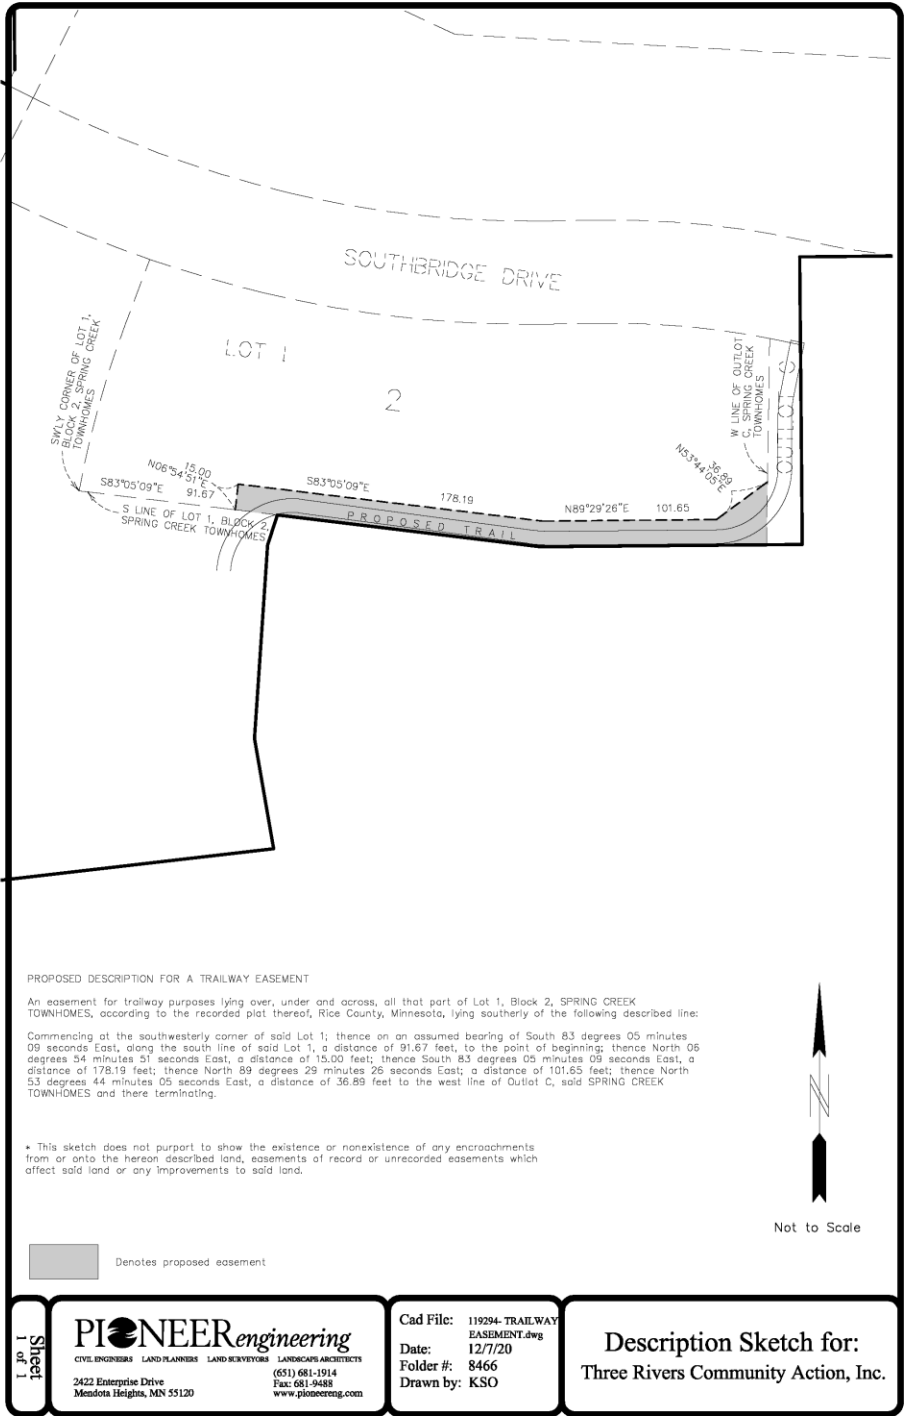 SOUTHBRIDGE DRIVE
LOT 1
2
SWLY CORNER OF LOT 1,
BLOCK 2, SPRING CREEK
TOWNHOMES
W LINE OF OUTLOT
C, SPRING CREEK
TOWNHOMES
OUTLOT C
N53°44'05"E
36.89
15.00
N06°54'51"E
S83°05'09"E
91.67
S83°05'09"E
178.19
N89°29'26"E
101.65
S LINE OF LOT 1, BLOCK 2,
SPRING CREEK TOWNHOMES
PROPOSED TRAIL
PROPOSED DESCRIPTION FOR A TRAILWAY EASEMENT
An easement for trailway purposes lying over, under and across, all that part of Lot 1, Block 2, SPRING CREEK
TOWNHOMES, according to the recorded plat thereof, Rice County, Minnesota, lying southerly of the following described line:
Commencing at the southwesterly corner of said Lot 1; thence on an assumed bearing of South 83 degrees 05 minutes
09 seconds East, along the south line of said Lot 1, a distance of 91.67 feet, to the point of beginning; thence North 06
degrees 54 minutes 51 seconds East, a distance of 15.00 feet; thence South 83 degrees 05 minutes 09 seconds East, a
distance of 178.19 feet; thence North 89 degrees 29 minutes 26 seconds East; a distance of 101.65 feet; thence North
53 degrees 44 minutes 05 seconds East, a distance of 36.89 feet to the west line of Outlot C, said SPRING CREEK
TOWNHOMES and there terminating.
* This sketch does not purport to show the existence or nonexistence of any encroachments
from or onto the hereon described land, easements of record or unrecorded easements which
affect said land or any improvements to said land.
N
Not to Scale
Denotes proposed easement
Sheet
1 of 1
PIONEERengineering
CIVIL ENGINEERS LAND PLANNERS LAND SURVEYORS LANDSCAPE ARCHITECTS
2422 Enterprise Drive
Mendota Heights, MN 55120
(651) 681-1914
Fax: 681-9488
www.pioneereng.com
Cad File: 119294- TRAILWAY
EASEMENT.dwg
Date: 12/7/20
Folder #: 8466
Drawn by: KSO
Description Sketch for:
Three Rivers Community Action, Inc.